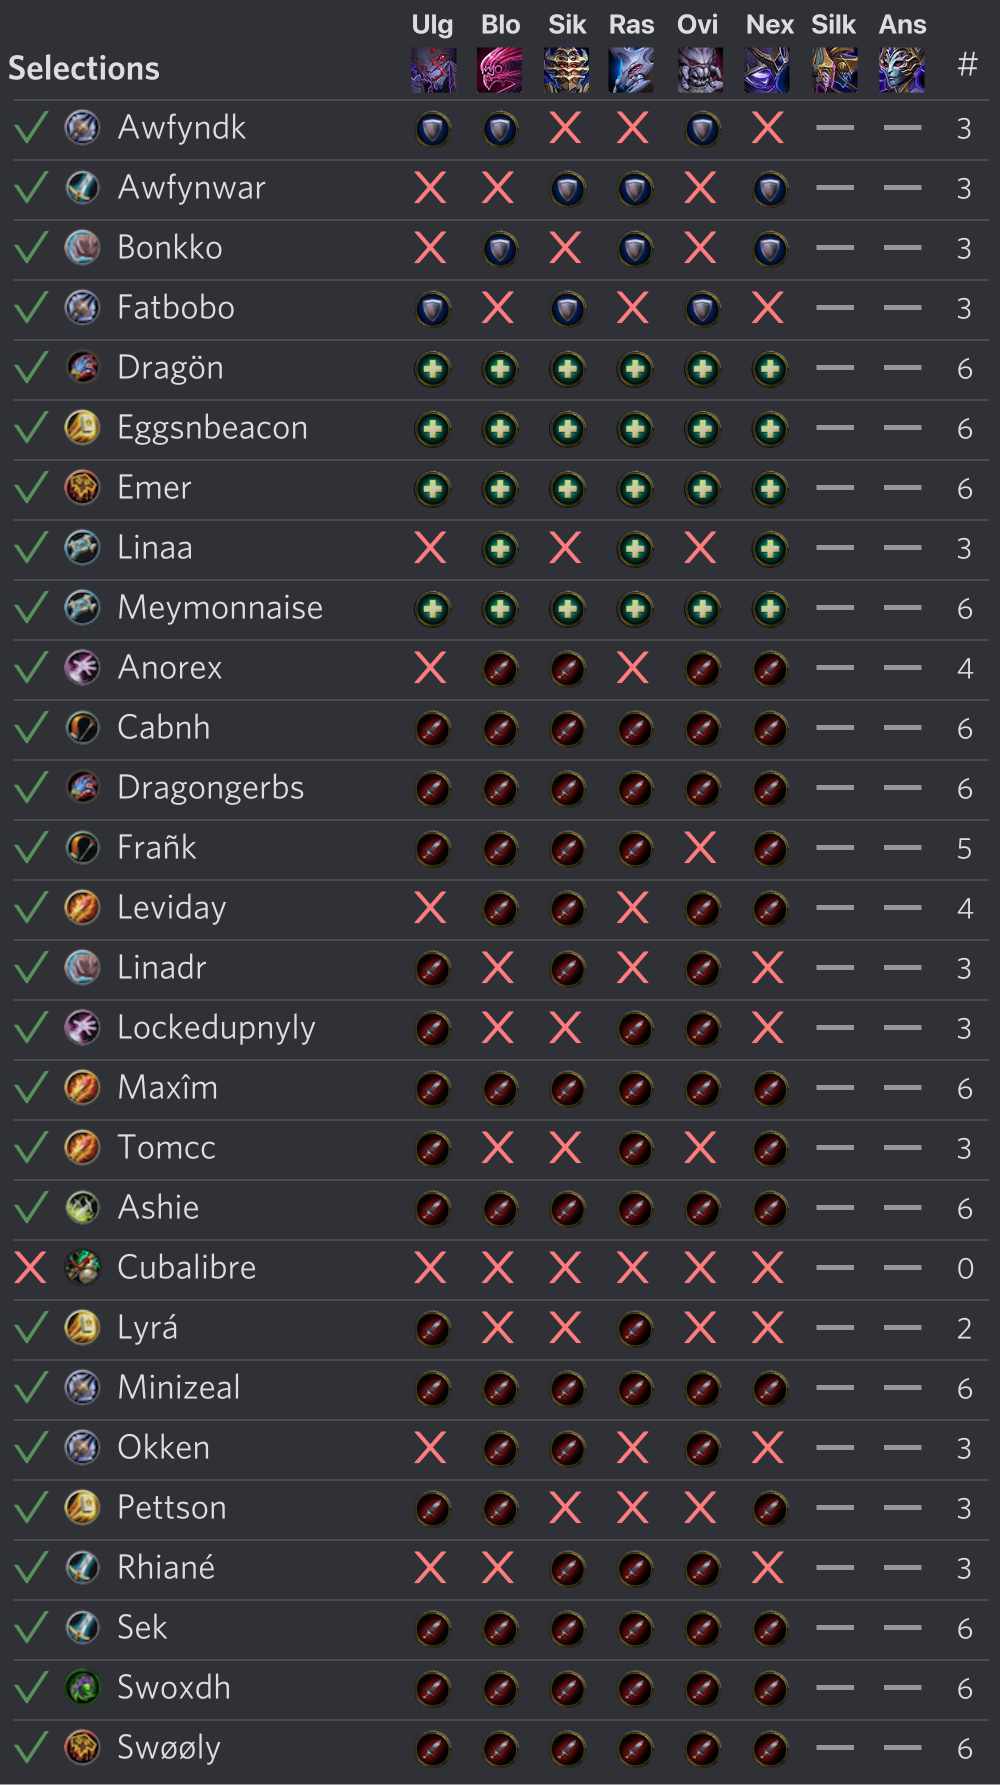 Ulg Blo Sik Ras Ovi Nex Silk Ans
Selections #
Awfyndk 3
Awfynwar 3
Bonkko 3
Fatbobo 3
Dragön 6
Eggsnbeacon 6
Emer 6
Linaa 3
Meymonnaise 6
Anorex 4
Cabnh 6
Dragongerbs 6
Frañk 5
Leviday 4
Linadr 3
Lockedupnyly 3
Maxîm 6
Tomcc 3
Ashie 6
Cubalibre 0
Lyrá 2
Minizeal 6
Okken 3
Pettson 3
Rhiané 3
Sek 6
Swoxdh 6
Swøøly 6